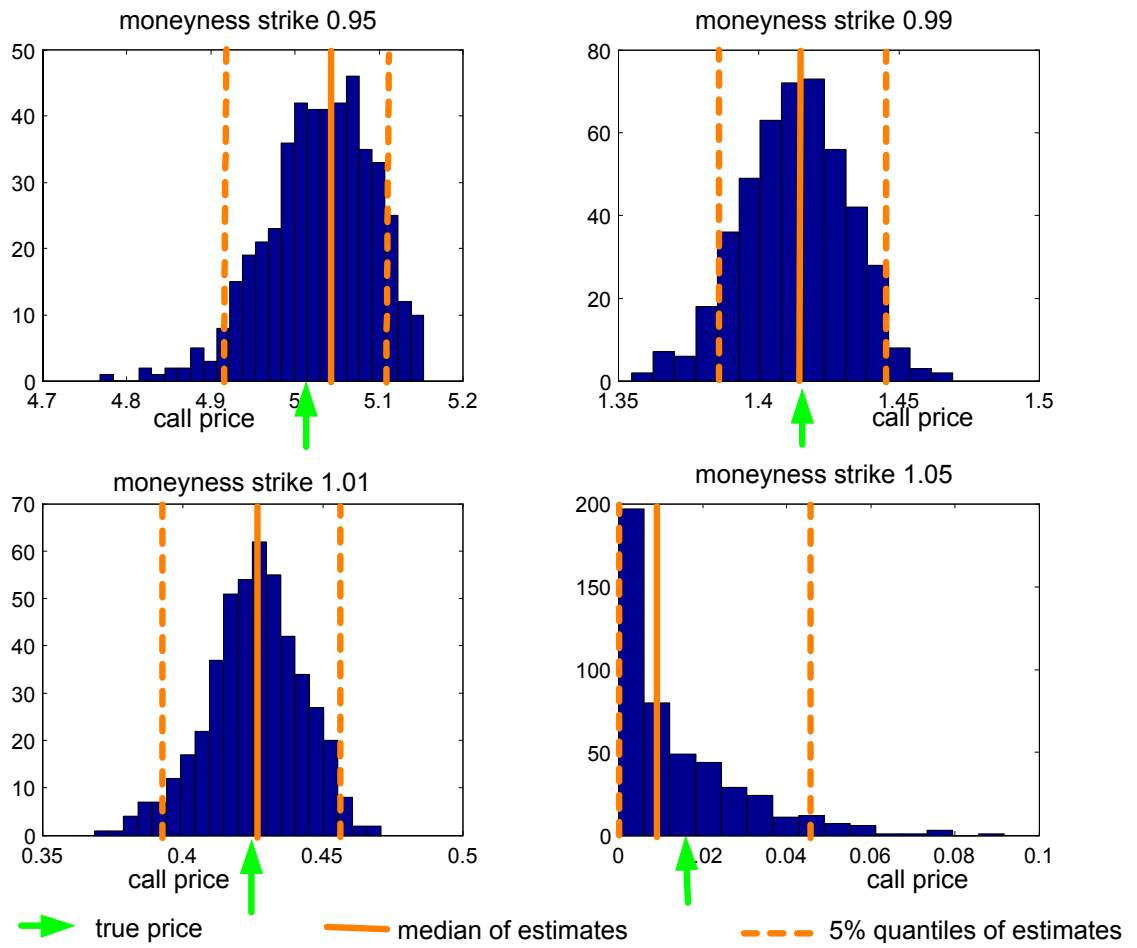 moneyness strike 0.95
50
40
30
20
10
0
4.7 4.8 4.9 5.1 5.2
call price
moneyness strike 0.99
80
60
40
20
0
1.35 1.4 1.45 1.5
call price
moneyness strike 1.01
70
60
50
40
30
20
10
0
0.35 0.4 0.45 0.5
call price
moneyness strike 1.05
200
150
100
50
0
0 .02 0.04 0.06 0.08 0.1
call price
true price
median of estimates
5% quantiles of estimates